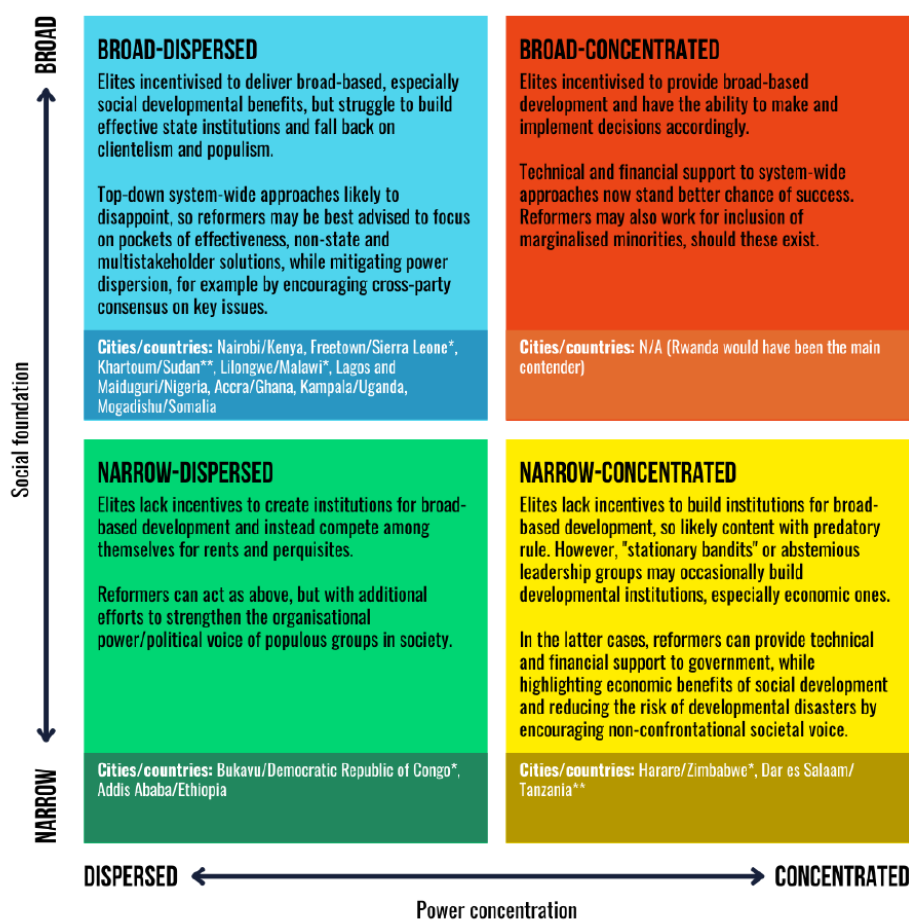 BROAD
BROAD-DISPERSED
Elites incentivised to deliver broad-based, especially
social developmental benefits, but struggle to build
effective state institutions and fall back on
clientelism and populism.
Top-down system-wide approaches likely to
disappoint, so reformers may be best advised to focus
on pockets of effectiveness, non-state and
multistakeholder solutions, while mitigating power
dispersion, for example by encouraging cross-party
consensus on key issues.
Cities/countries: Nairobi/Kenya, Freetown/Sierra Leone*,
Khartoum/Sudan**, Lilongwe/Malawi*, Lagos and
Maiduguri/Nigeria, Accra/Ghana, Kampala/Uganda,
Mogadishu/Somalia
BROAD-CONCENTRATED
Elites incentivised to provide broad-based
development and have the ability to make and
implement decisions accordingly.
Technical and financial support to system-wide
approaches now stand better chance of success.
Reformers may also work for inclusion of
marginalised minorities, should these exist.
Cities/countries: N/A (Rwanda would have been the main
contender)
Social foundation
NARROW-DISPERSED
Elites lack incentives to create institutions for broad-
based development and instead compete among
themselves for rents and perquisites.
Reformers can act as above, but with additional
efforts to strengthen the organisational
power/political voice of populous groups in society.
Cities/countries: Bukavu/Democratic Republic of Congo*,
Addis Ababa/Ethiopia
NARROW-CONCENTRATED
Elites lack incentives to build institutions for broad-
based development, so likely content with predatory
rule. However, "stationary bandits" or abstemious
leadership groups may occasionally build
developmental institutions, especially economic ones.
In the latter cases, reformers can provide technical
and financial support to government, while
highlighting economic benefits of social development
and reducing the risk of developmental disasters by
encouraging non-confrontational societal voice.
Cities/countries: Harare/Zimbabwe*, Dar es Salaam/
Tanzania**
NARROW
DISPERSED
CONCENTRATED
Power concentration